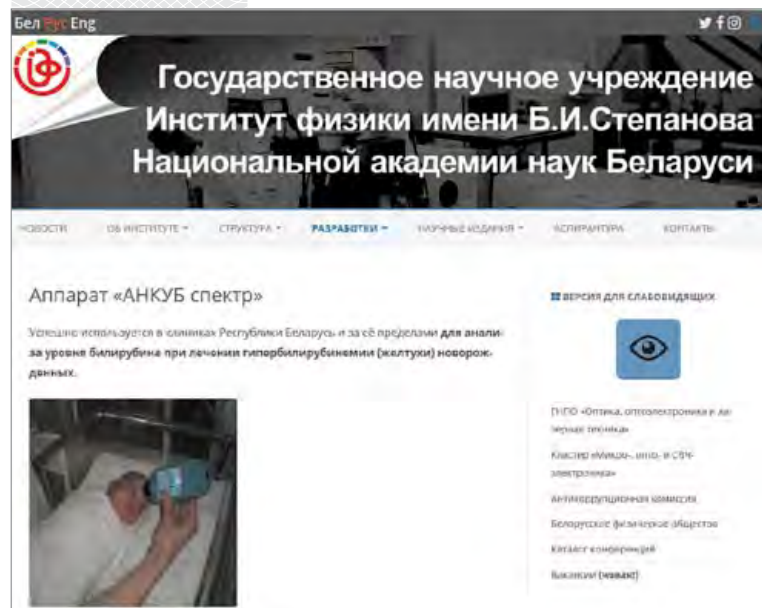 Бел Рус Eng
Государственное научное учреждение
Институт физики имени Б.И.Степанова
Национальной академии наук Беларуси
НОВОСТИ ОБ ИНСТИТУТЕ СТРУКТУРА РАЗРАБОТКИ НАУЧНЫЕ ИЗДАНИЯ АСПИРАНТУРА КОНТАКТЫ
Аппарат «АНКУБ спектр»
Успешно используется в клиниках Республики Беларусь и за её пределами для анали-
за уровня билирубина при лечении гипербилирубинемии (желтухи) новорож-
денных.
ВЕРСИЯ ДЛЯ СЛАБОВИДЯЩИХ
ГНПО «Оптика, оптоэлектроника и ла-
зерная техника»
Кластер «Микро-, опто- и СВЧ-
электроника»
Антикоррупционная комиссия
Белорусское физическое общество
Каталог конференций
Вакансии (новая!)